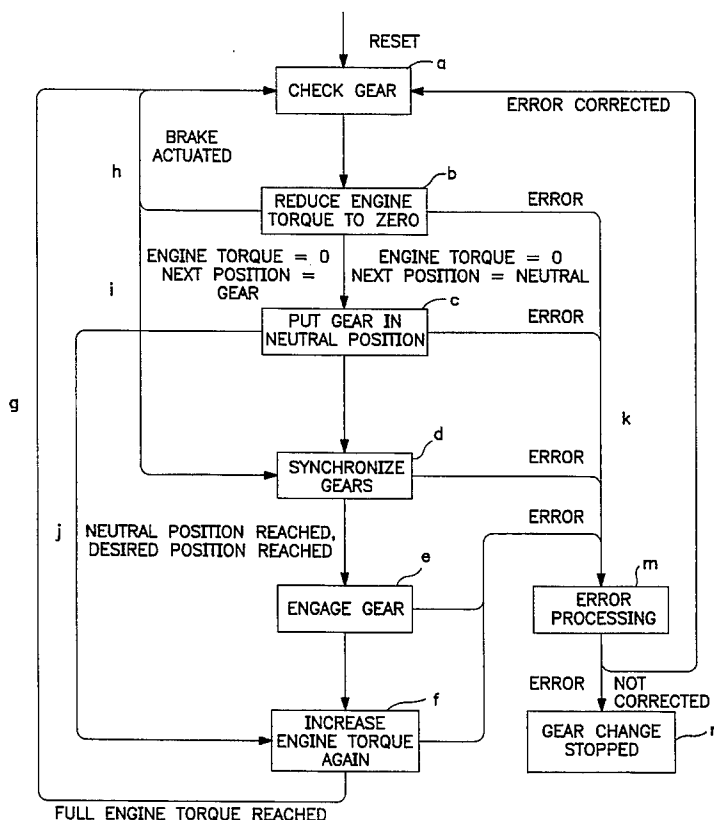 RESET
a
CHECK GEAR
ERROR CORRECTED
BRAKE
ACTUATED
h
b
REDUCE ENGINE
TORQUE TO ZERO
ERROR
ENGINE TORQUE = 0
NEXT POSITION =
GEAR
ENGINE TORQUE = 0
NEXT POSITION = NEUTRAL
i
c
PUT GEAR IN
NEUTRAL POSITION
ERROR
g
k
d
SYNCHRONIZE
GEARS
ERROR
j
NEUTRAL POSITION REACHED,
DESIRED POSITION REACHED
ERROR
e
ENGAGE GEAR
m
ERROR
PROCESSING
f
INCREASE
ENGINE TORQUE
AGAIN
ERROR
NOT
CORRECTED
GEAR CHANGE
STOPPED
FULL ENGINE TORQUE REACHED